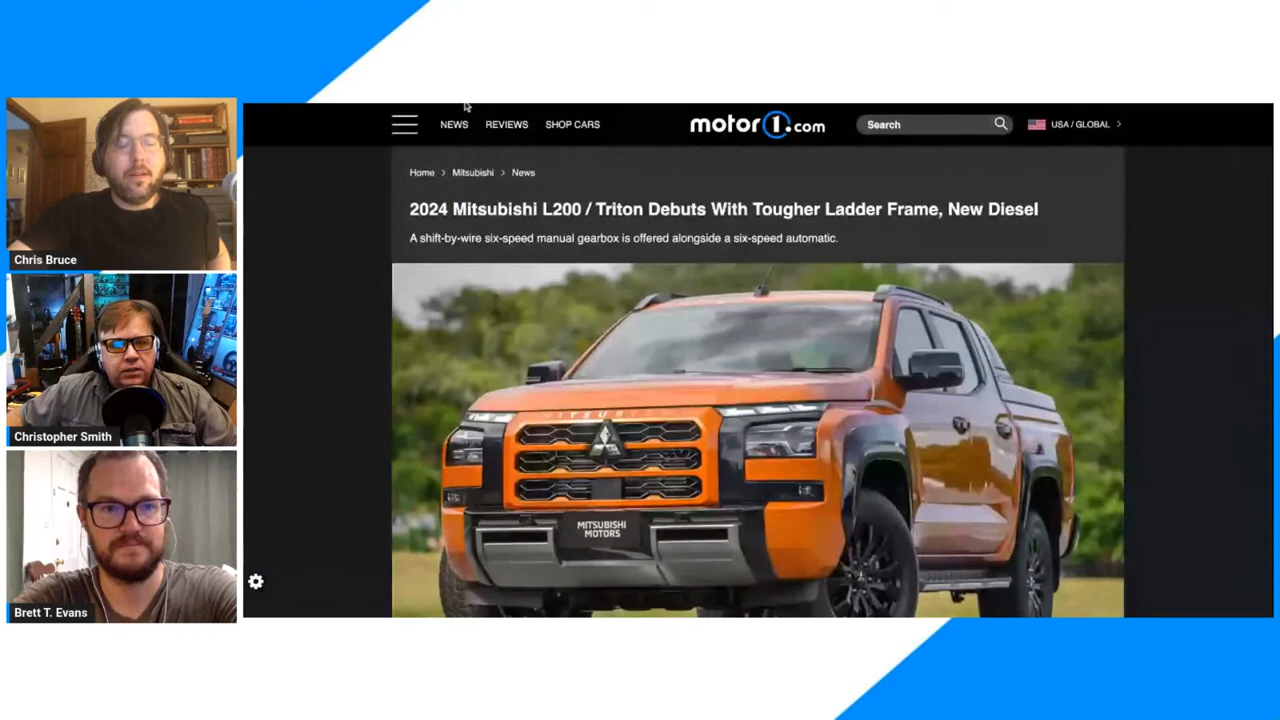 NEWS REVIEWS SHOP CARS motor1.com Search USA / GLOBAL
Home > Mitsubishi > News
2024 Mitsubishi L200 / Triton Debuts With Tougher Ladder Frame, New Diesel
A shift-by-wire six-speed manual gearbox is offered alongside a six-speed automatic.
Chris Bruce
Christopher Smith
MITSUBISHI
MITSUBISHI
MOTORS
Brett T. Evans